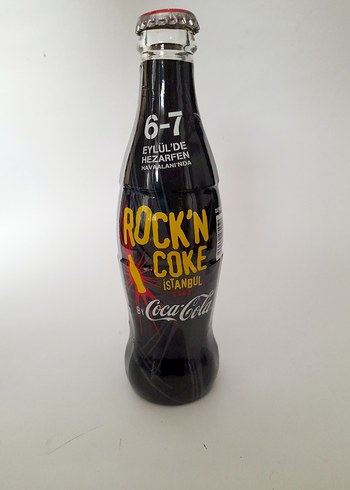 6-7
EYLÜL'DE
HEZARFEN
HAVAALANI'NDA
ROCK'N
COKE
İSTANBUL
BY Coca-Cola